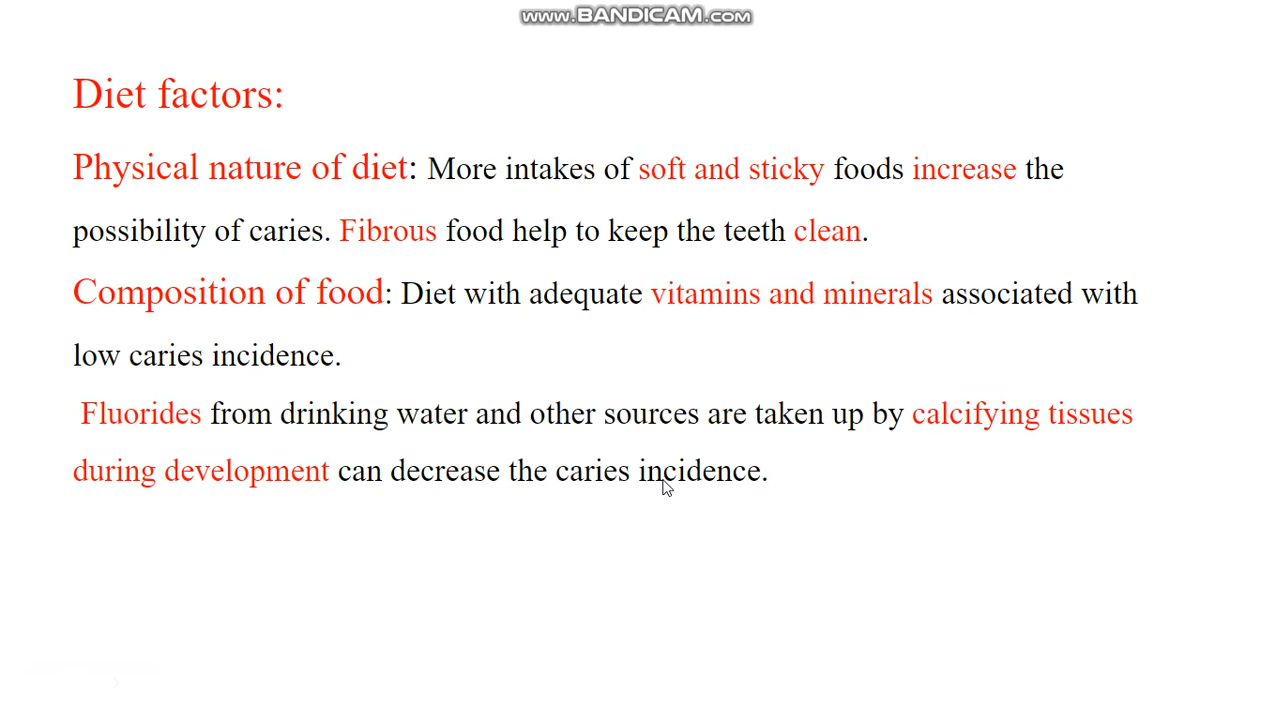 www.BANDICAM.com
Diet factors:
Physical nature of diet: More intakes of soft and sticky foods increase the
possibility of caries. Fibrous food help to keep the teeth clean.
Composition of food: Diet with adequate vitamins and minerals associated with
low caries incidence.
Fluorides from drinking water and other sources are taken up by calcifying tissues
during development can decrease the caries incidence.